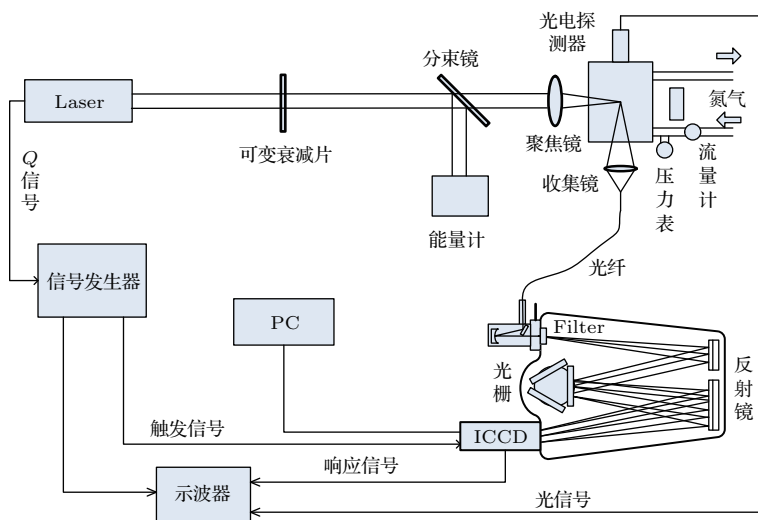 光电探
测器
分束镜
Laser
氮气
聚焦镜
可变衰减片
Q
信
号
收集镜
压
力
表
流
量
计
能量计
光纤
信号发生器
PC
Filter
光
栅
反
射
镜
触发信号
ICCD
响应信号
示波器
光信号